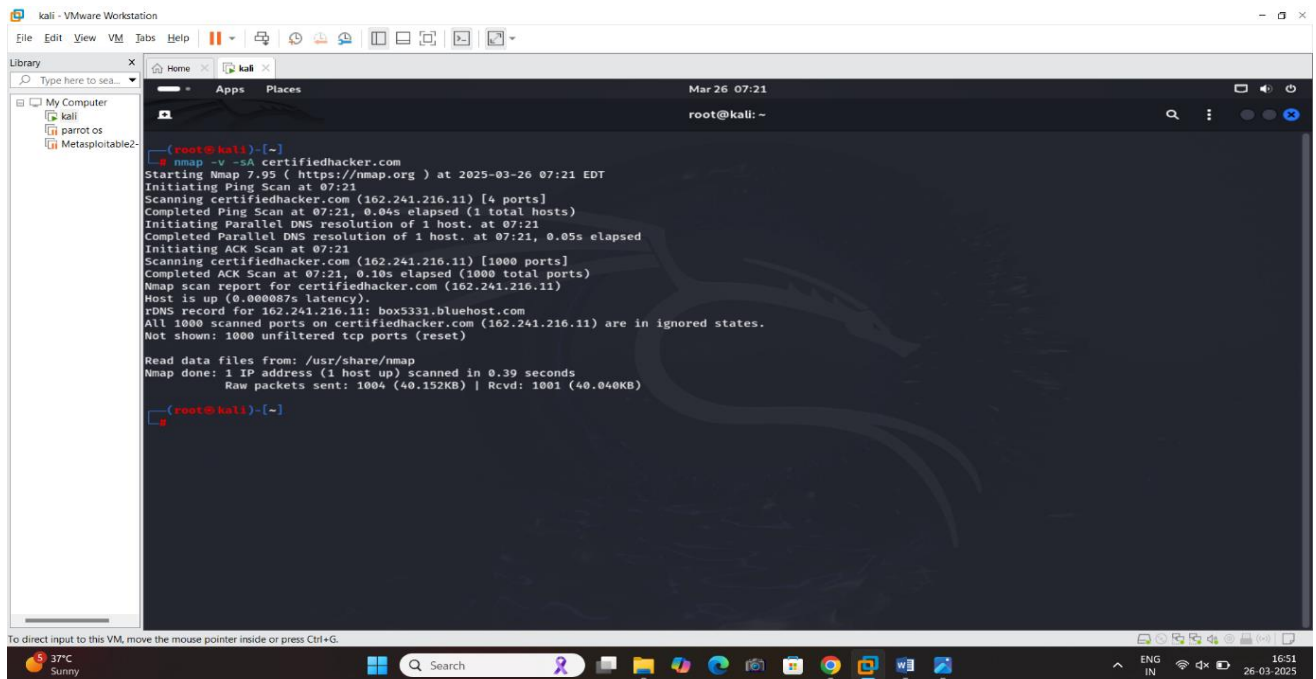 kali - VMware Workstation
File Edit View VM Tabs Help
Library
Home
kali
Type here to sea...
My Computer
kali
parrot os
Metasploitable2-
Apps Places
Mar 26 07:21
root@kali: ~
(root㉿kali)-[~]
# nmap -v -sA certifiedhacker.com
Starting Nmap 7.95 ( https://nmap.org ) at 2025-03-26 07:21 EDT
Initiating Ping Scan at 07:21
Scanning certifiedhacker.com (162.241.216.11) [4 ports]
Completed Ping Scan at 07:21, 0.04s elapsed (1 total hosts)
Initiating Parallel DNS resolution of 1 host. at 07:21
Completed Parallel DNS resolution of 1 host. at 07:21, 0.05s elapsed
Initiating ACK Scan at 07:21
Scanning certifiedhacker.com (162.241.216.11) [1000 ports]
Completed ACK Scan at 07:21, 0.10s elapsed (1000 total ports)
Nmap scan report for certifiedhacker.com (162.241.216.11)
Host is up (0.000087s latency).
rDNS record for 162.241.216.11: box5331.bluehost.com
All 1000 scanned ports on certifiedhacker.com (162.241.216.11) are in ignored states.
Not shown: 1000 unfiltered tcp ports (reset)
Read data files from: /usr/share/nmap
Nmap done: 1 IP address (1 host up) scanned in 0.39 seconds
Raw packets sent: 1004 (40.152KB) | Rcvd: 1001 (40.040KB)
(root㉿kali)-[~]
#
To direct input to this VM, move the mouse pointer inside or press Ctrl+G.
5
37°C
Sunny
Search
ENG
IN
16:51
26-03-2025